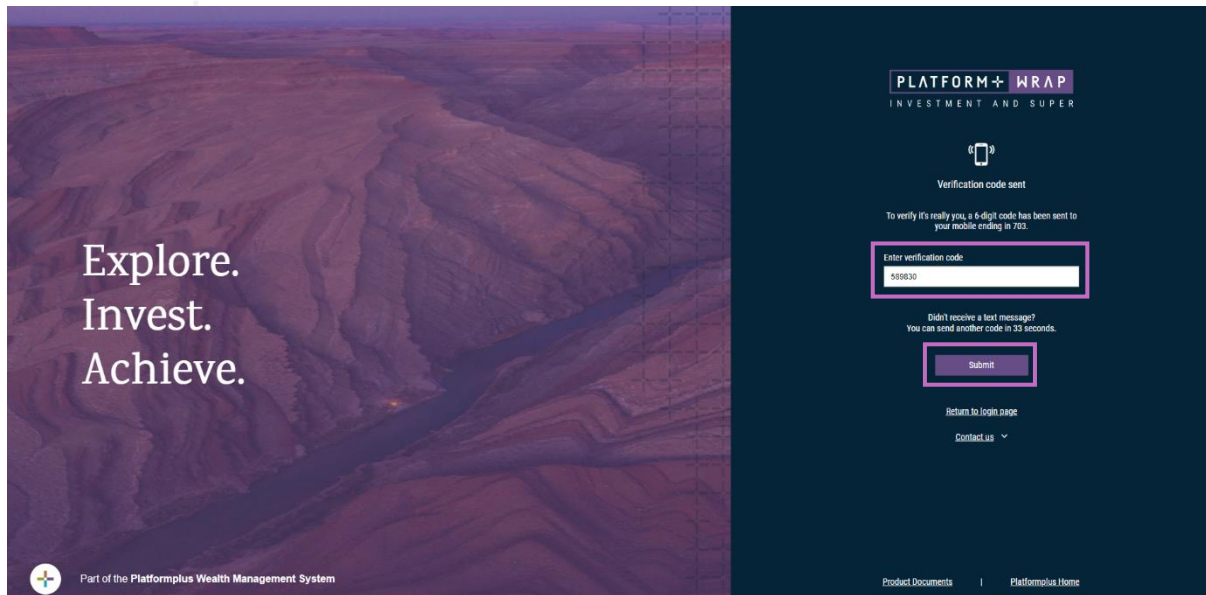 Explore.
Invest.
Achieve.
Part of the Platformplus Wealth Management System
PLATFORM+ WRAP
INVESTMENT AND SUPER
Verification code sent
To verify it's really you, a 6-digit code has been sent to
your mobile ending in 703.
Enter verification code
589830
Didn't receive a text message?
You can send another code in 33 seconds.
Submit
Return to login page
Contact us
Product Documents | Platformplus Home